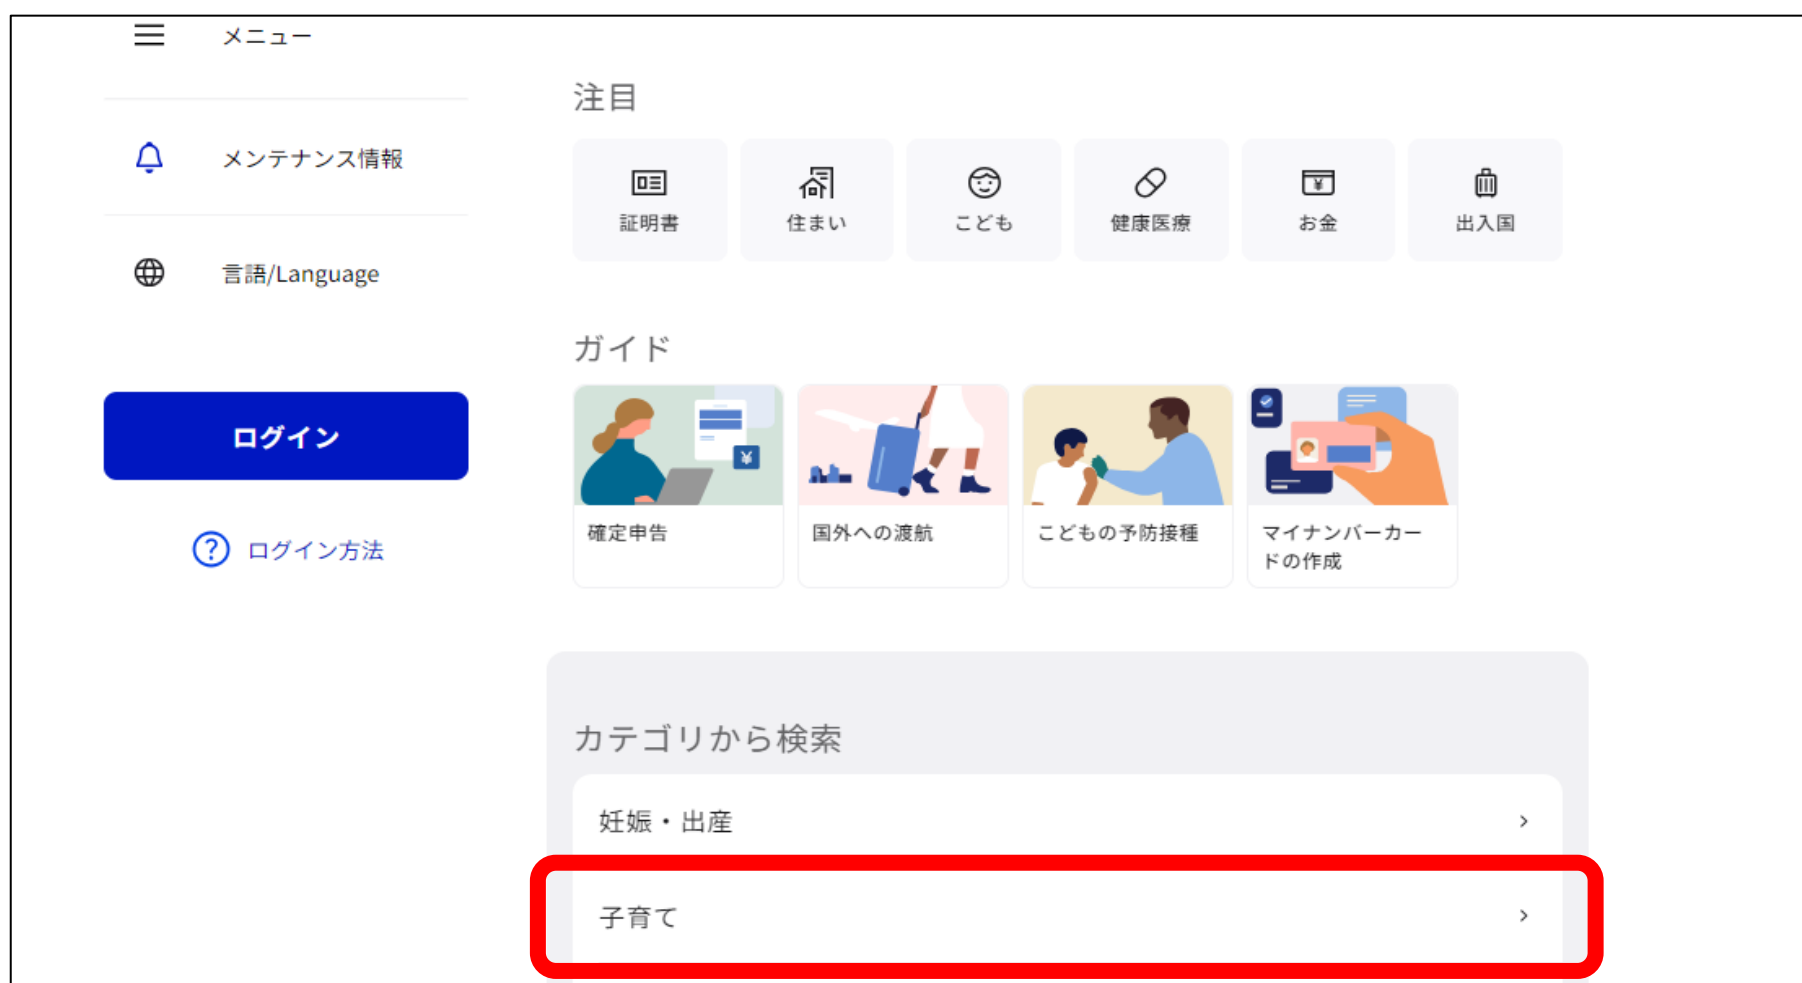 メニュー
メンテナンス情報
言語/Language
ログイン
ログイン方法
注目
証明書
住まい
こども
健康医療
お金
出入国
ガイド
確定申告
国外への渡航
こどもの予防接種
マイナンバーカー
ドの作成
カテゴリから検索
妊娠・出産
子育て